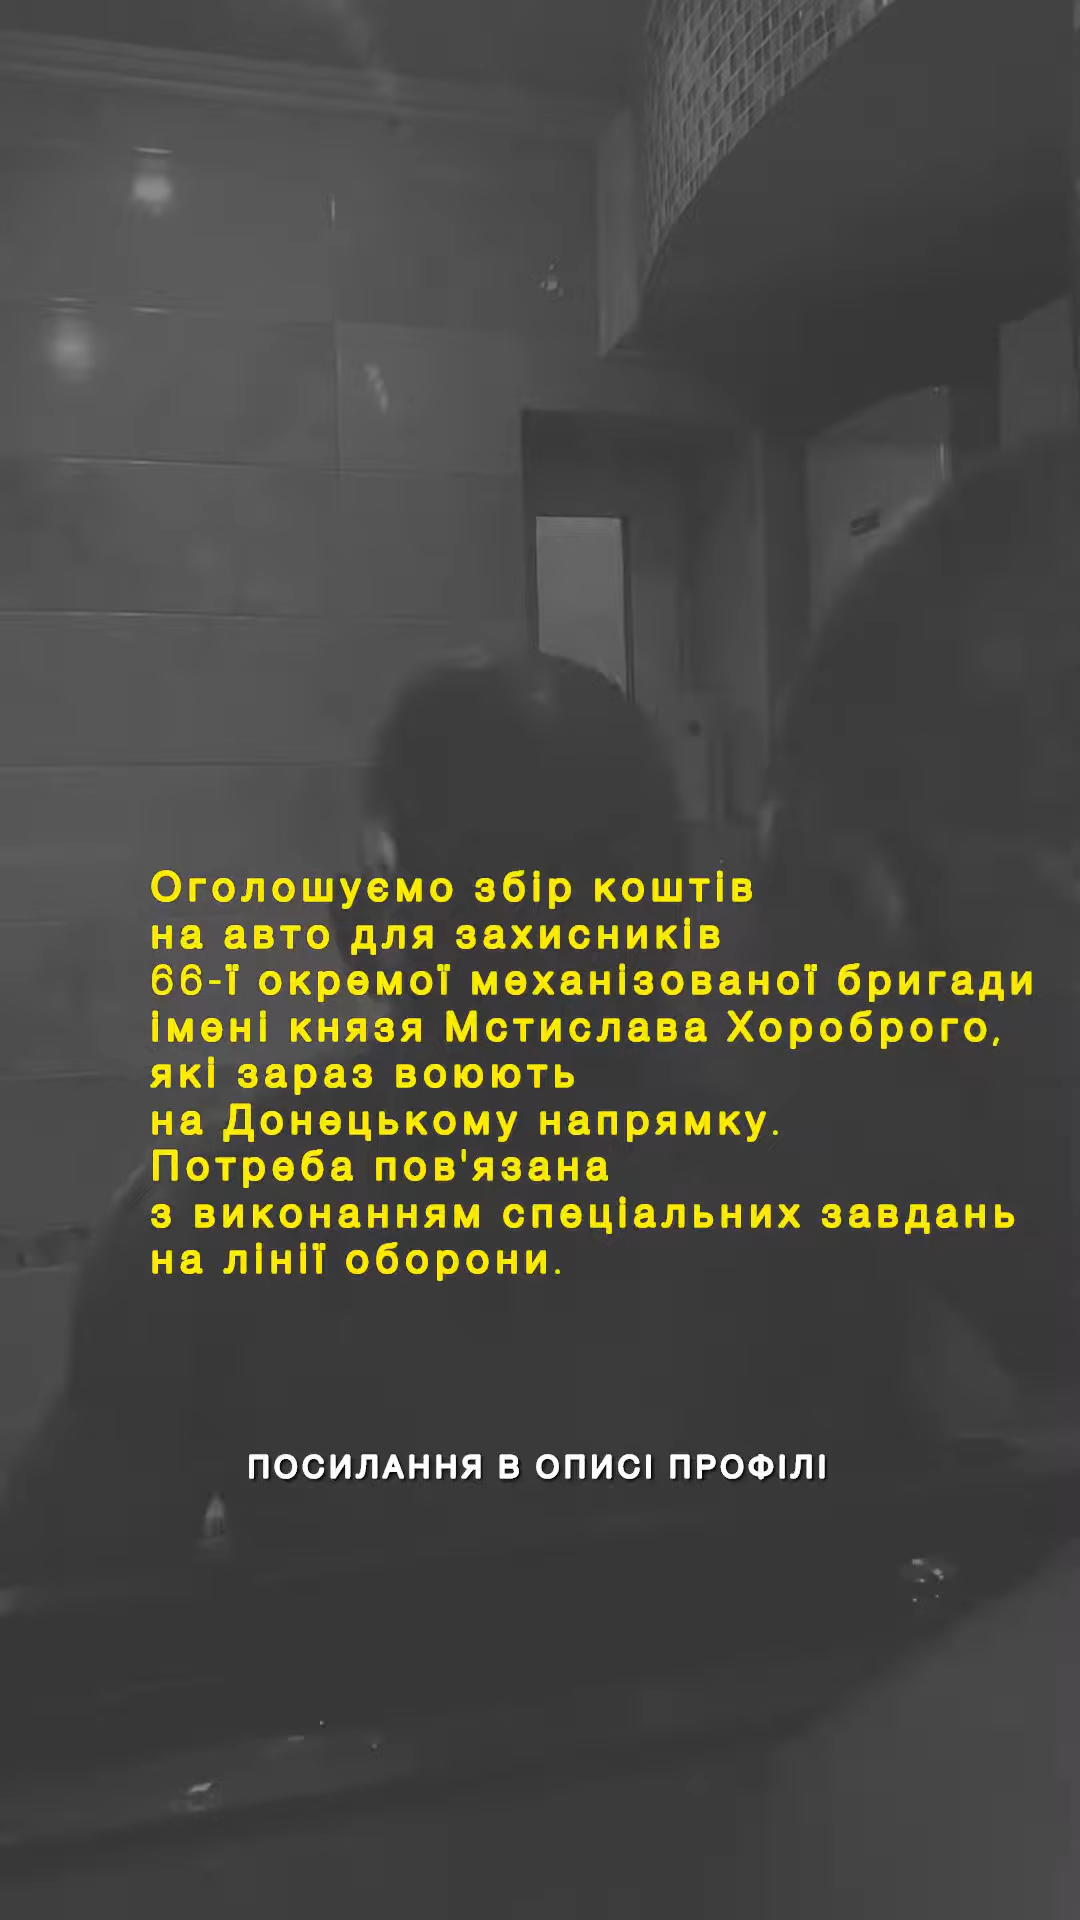 Оголошуємо збір коштів
на авто для захисників
66-ї окремої механізованої бригади
імені князя Мстислава Хороброго,
які зараз воюють
на Донецькому напрямку.
Потреба пов'язана
з виконанням спеціальних завдань
на лінії оборони.
ПОСИЛАННЯ В ОПИСІ ПРОФІЛІ